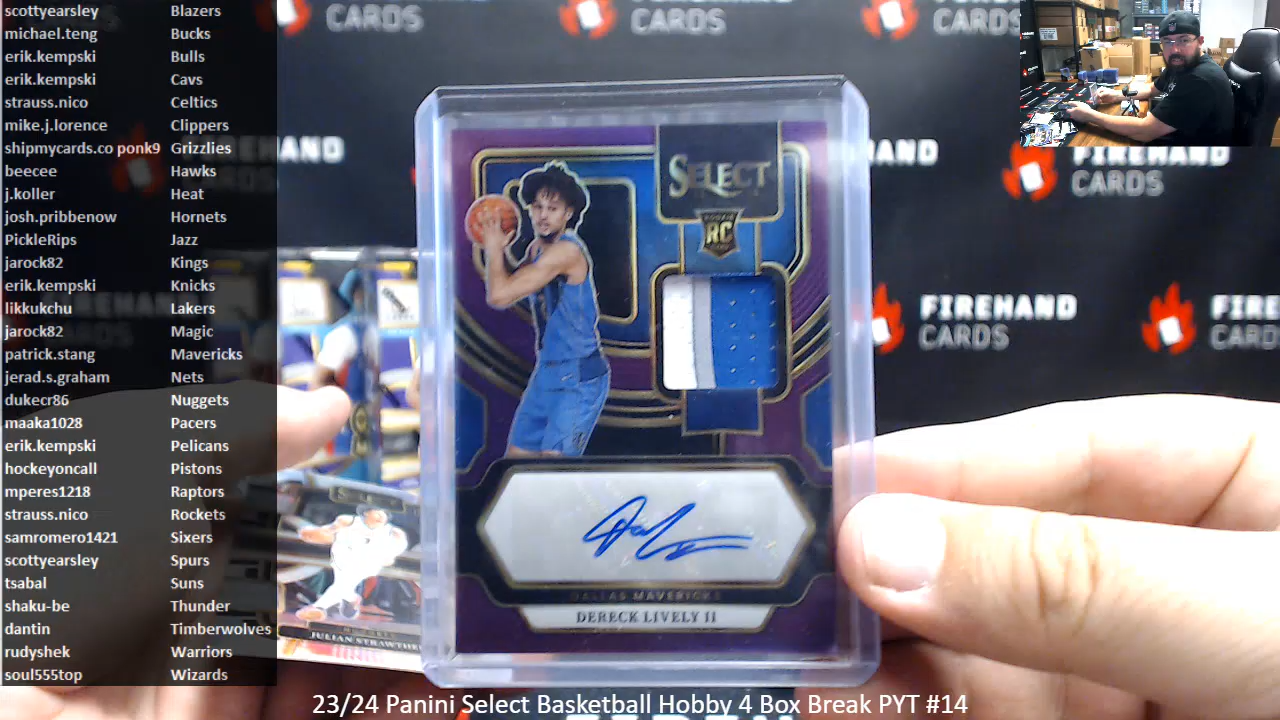 scottyearsley Blazers
michael.teng Bucks
erik.kempski Bulls
erik.kempski Cavs
strauss.nico Celtics
mike.j.lorence Clippers
shipmycards.co ponk9 Grizzlies
beecee Hawks
j.koller Heat
josh.pribbenow Hornets
PickleRips Jazz
jarock82 Kings
erik.kempski Knicks
likkukchu Lakers
jarock82 Magic
patrick.stang Mavericks
jerad.s.graham Nets
dukecr86 Nuggets
maaka1028 Pacers
erik.kempski Pelicans
hockeyoncall Pistons
mperes1218 Raptors
strauss.nico Rockets
samromero1421 Sixers
scottyearsley Spurs
tsabal Suns
shaku-be Thunder
dantin Timberwolves
rudyshek Warriors
soul555top Wizards
FIREHAND
CARDS
FIREHAND
CARDS
SELECT
ROOKIE
RC
DALLAS MAVERICKS
DERECK LIVELY II
JULIAN STRAWTHER
23/24 Panini Select Basketball Hobby 4 Box Break PYT #14